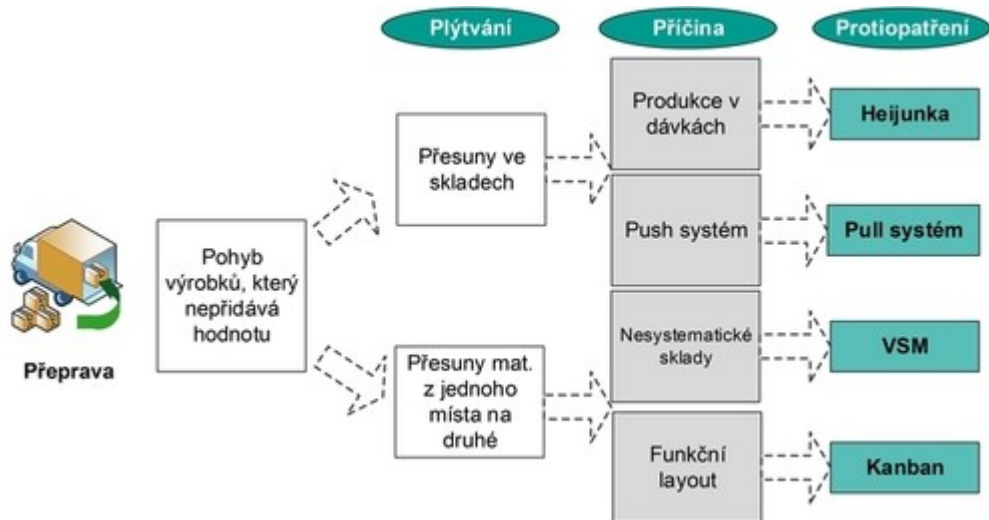 Plýtvání
Příčina
Protiopatření
Přeprava
Pohyb
výrobků, který
nepřidává
hodnotu
Přesuny ve
skladech
Přesuny mat.
z jednoho
místa na
druhé
Produkce v
dávkách
Push systém
Nesystematické
sklady
Funkční
layout
Heijunka
Pull systém
VSM
Kanban